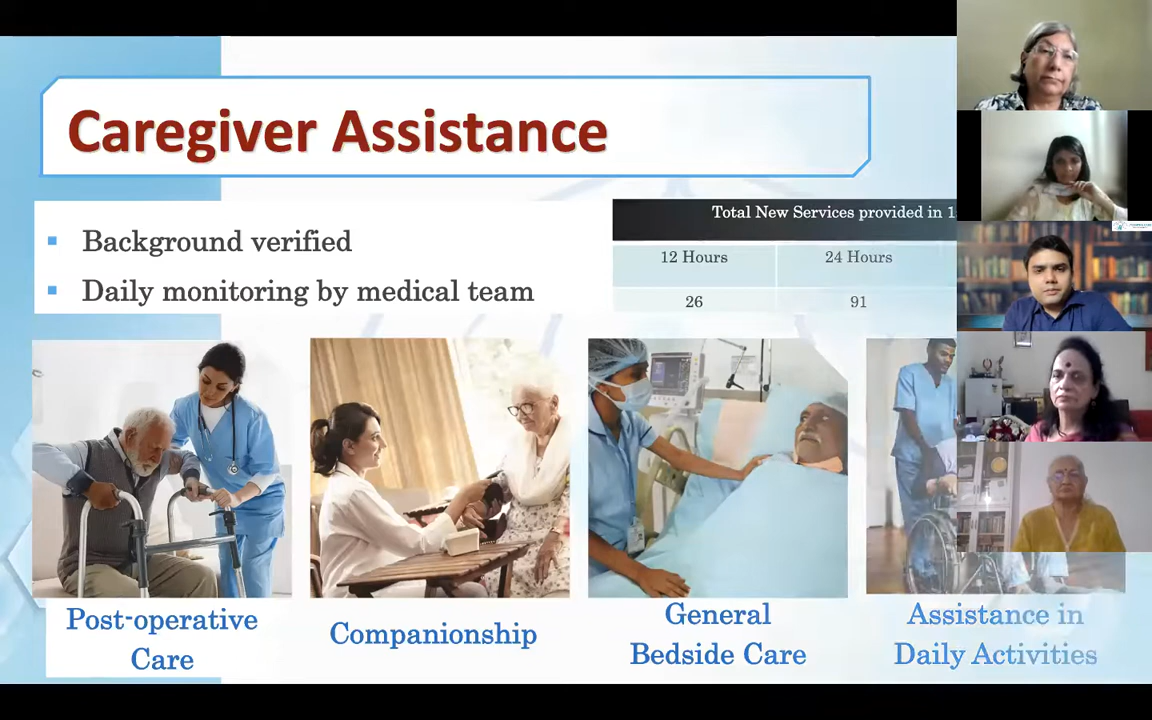 Caregiver Assistance
Background verified
Daily monitoring by medical team
Total New Services provided in 1
12 Hours 24 Hours
26 91
Post-operative
Care
Companionship
General
Bedside Care
Assistance in
Daily Activities